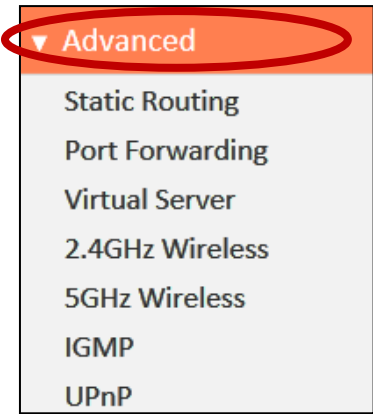 ▼ Advanced
Static Routing
Port Forwarding
Virtual Server
2.4GHz Wireless
5GHz Wireless
IGMP
UPnP